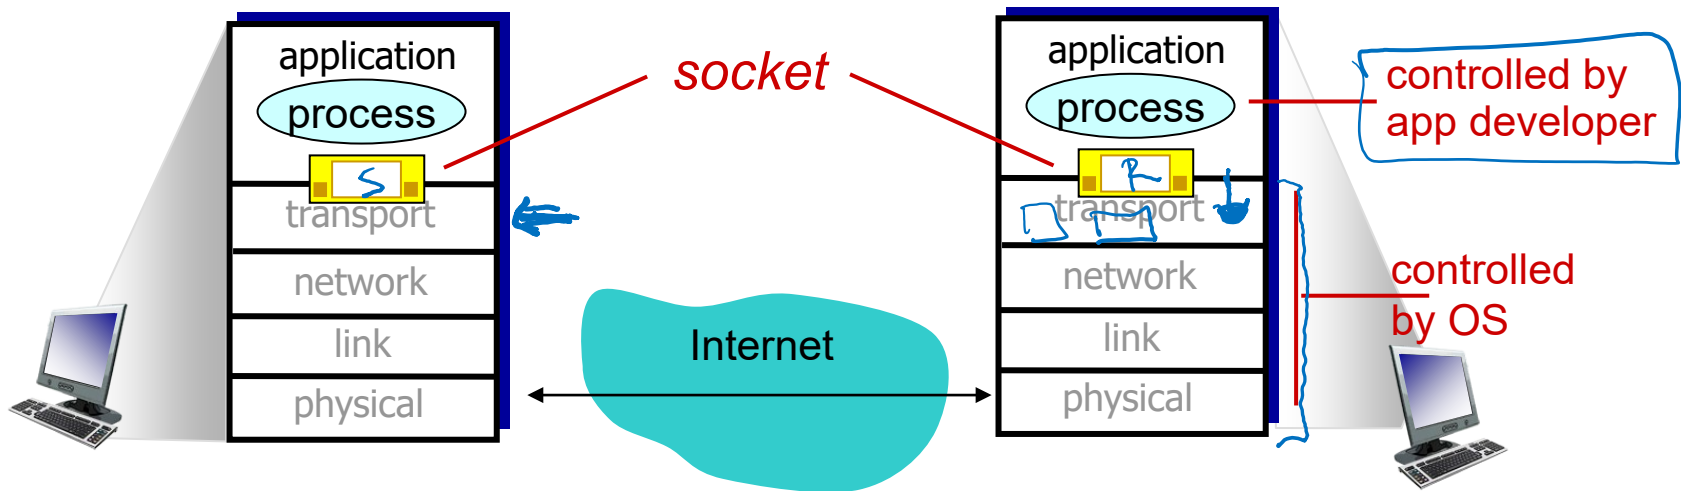 application
process
S
transport
network
link
physical
socket
Internet
application
process
R
transport
network
link
physical
controlled by
app developer
controlled
by OS